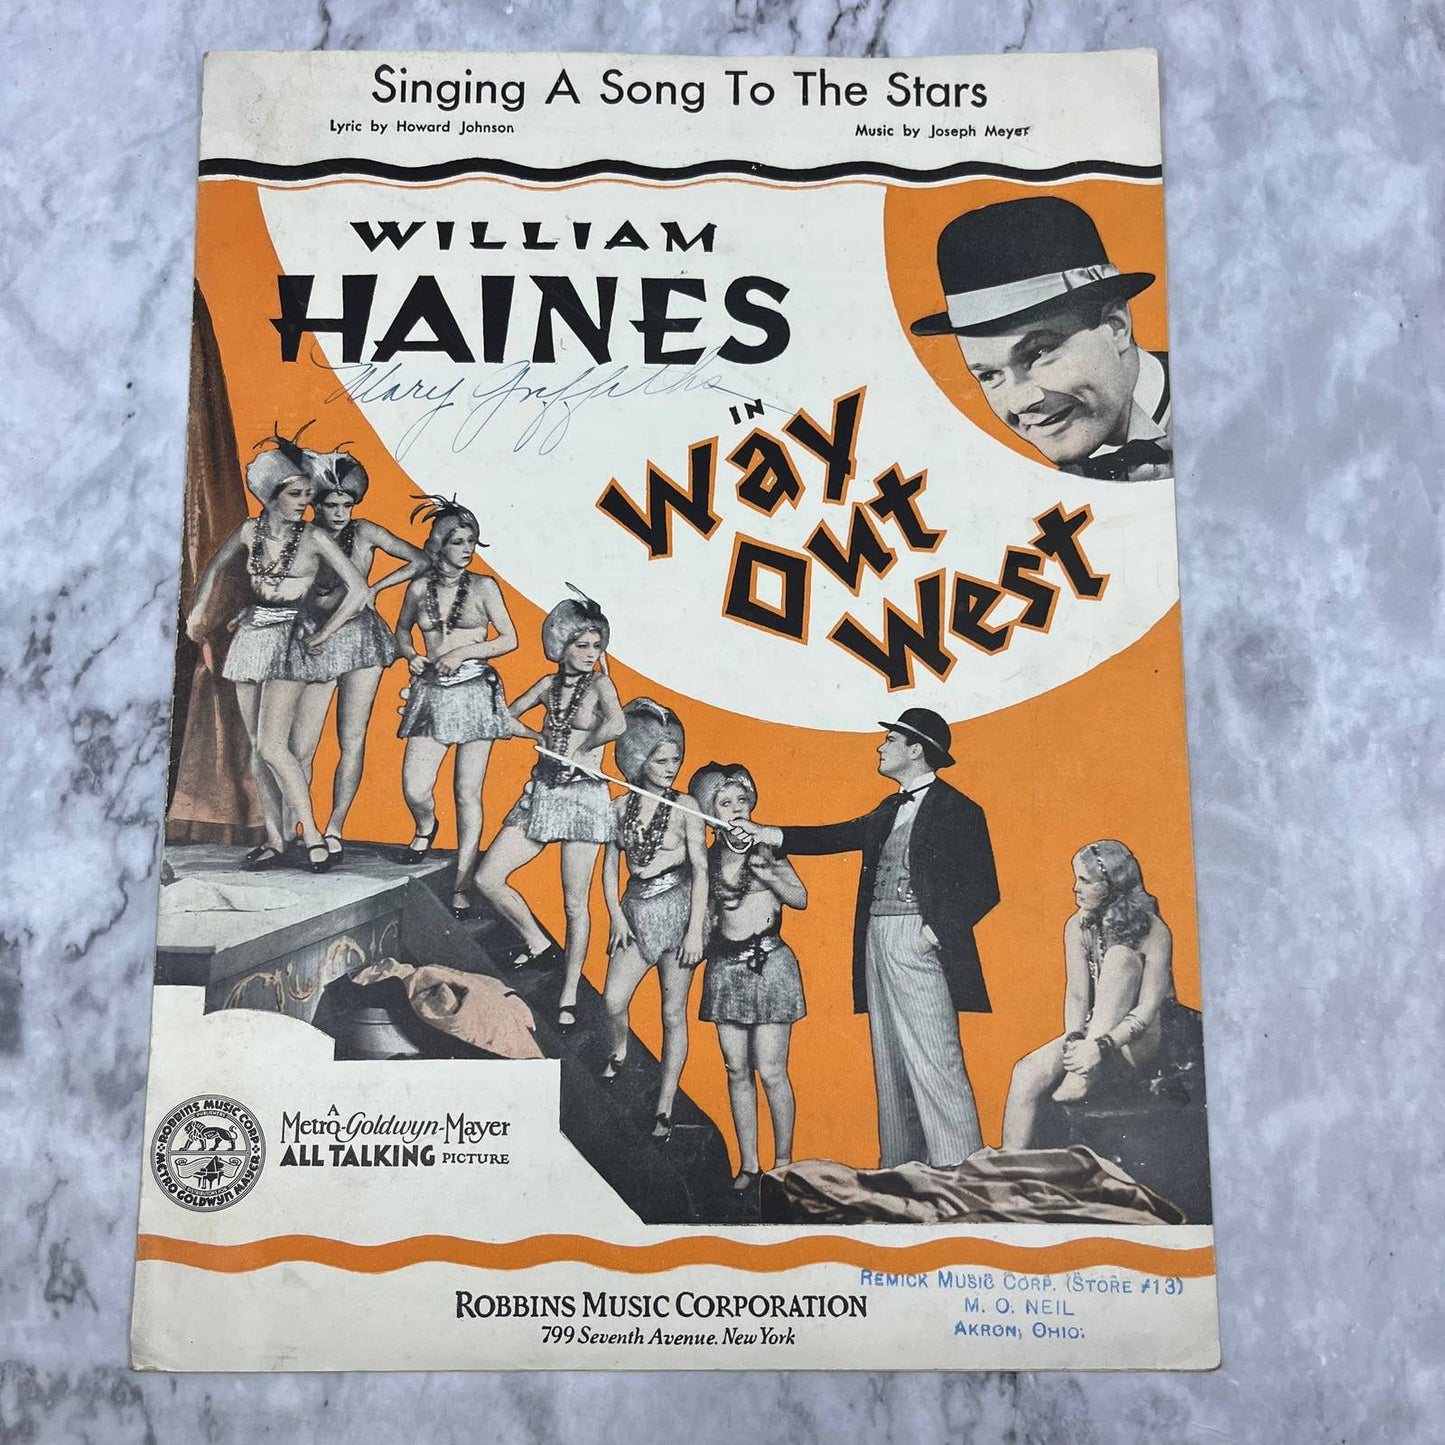 Singing A Song To The Stars
Lyric by Howard Johnson
Music by Joseph Meyer
WILLIAM
HAINES
Mary Griffiths
IN
Way
Out
West
A
Metro-Goldwyn-Mayer
ALL TALKING PICTURE
ROBBINS MUSIC CORP.
METRO GOLDWYN MAYER
ROBBINS MUSIC CORPORATION
799 Seventh Avenue. New York
REMICK MUSIC CORP. (STORE #13)
M. O. NEIL
AKRON, OHIO.